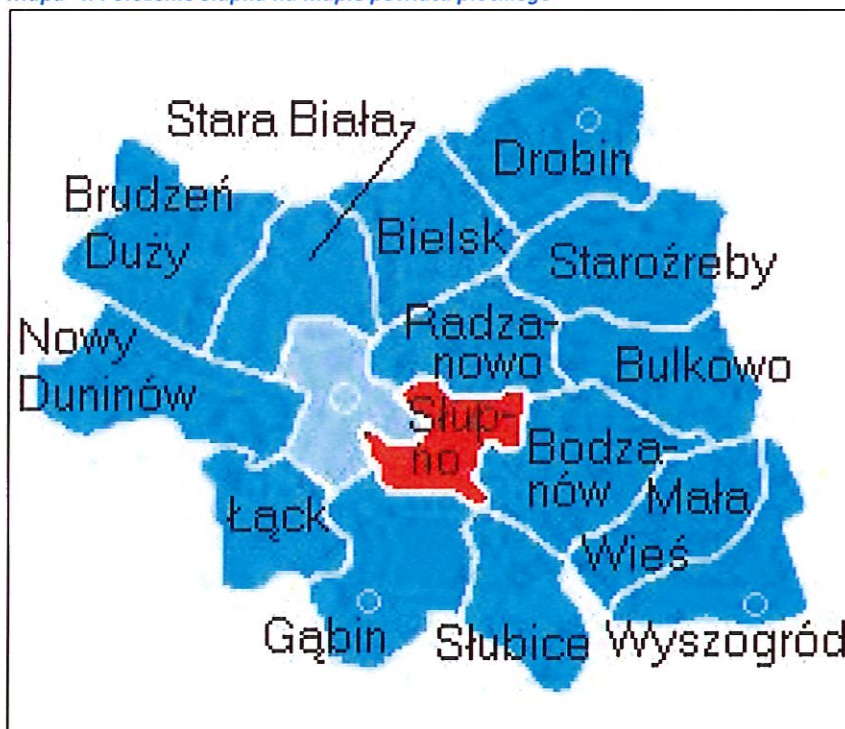 Stara Biała
Drobin
Brudzeń
Duży
Bielsk
Staroźreby
Nowy
Duninów
Radza-
nowo
Bulkowo
Słup-
ńo
Bodza-
nów
Mała
Wieś
Łąck
Gąbin
Słubice
Wyszogród